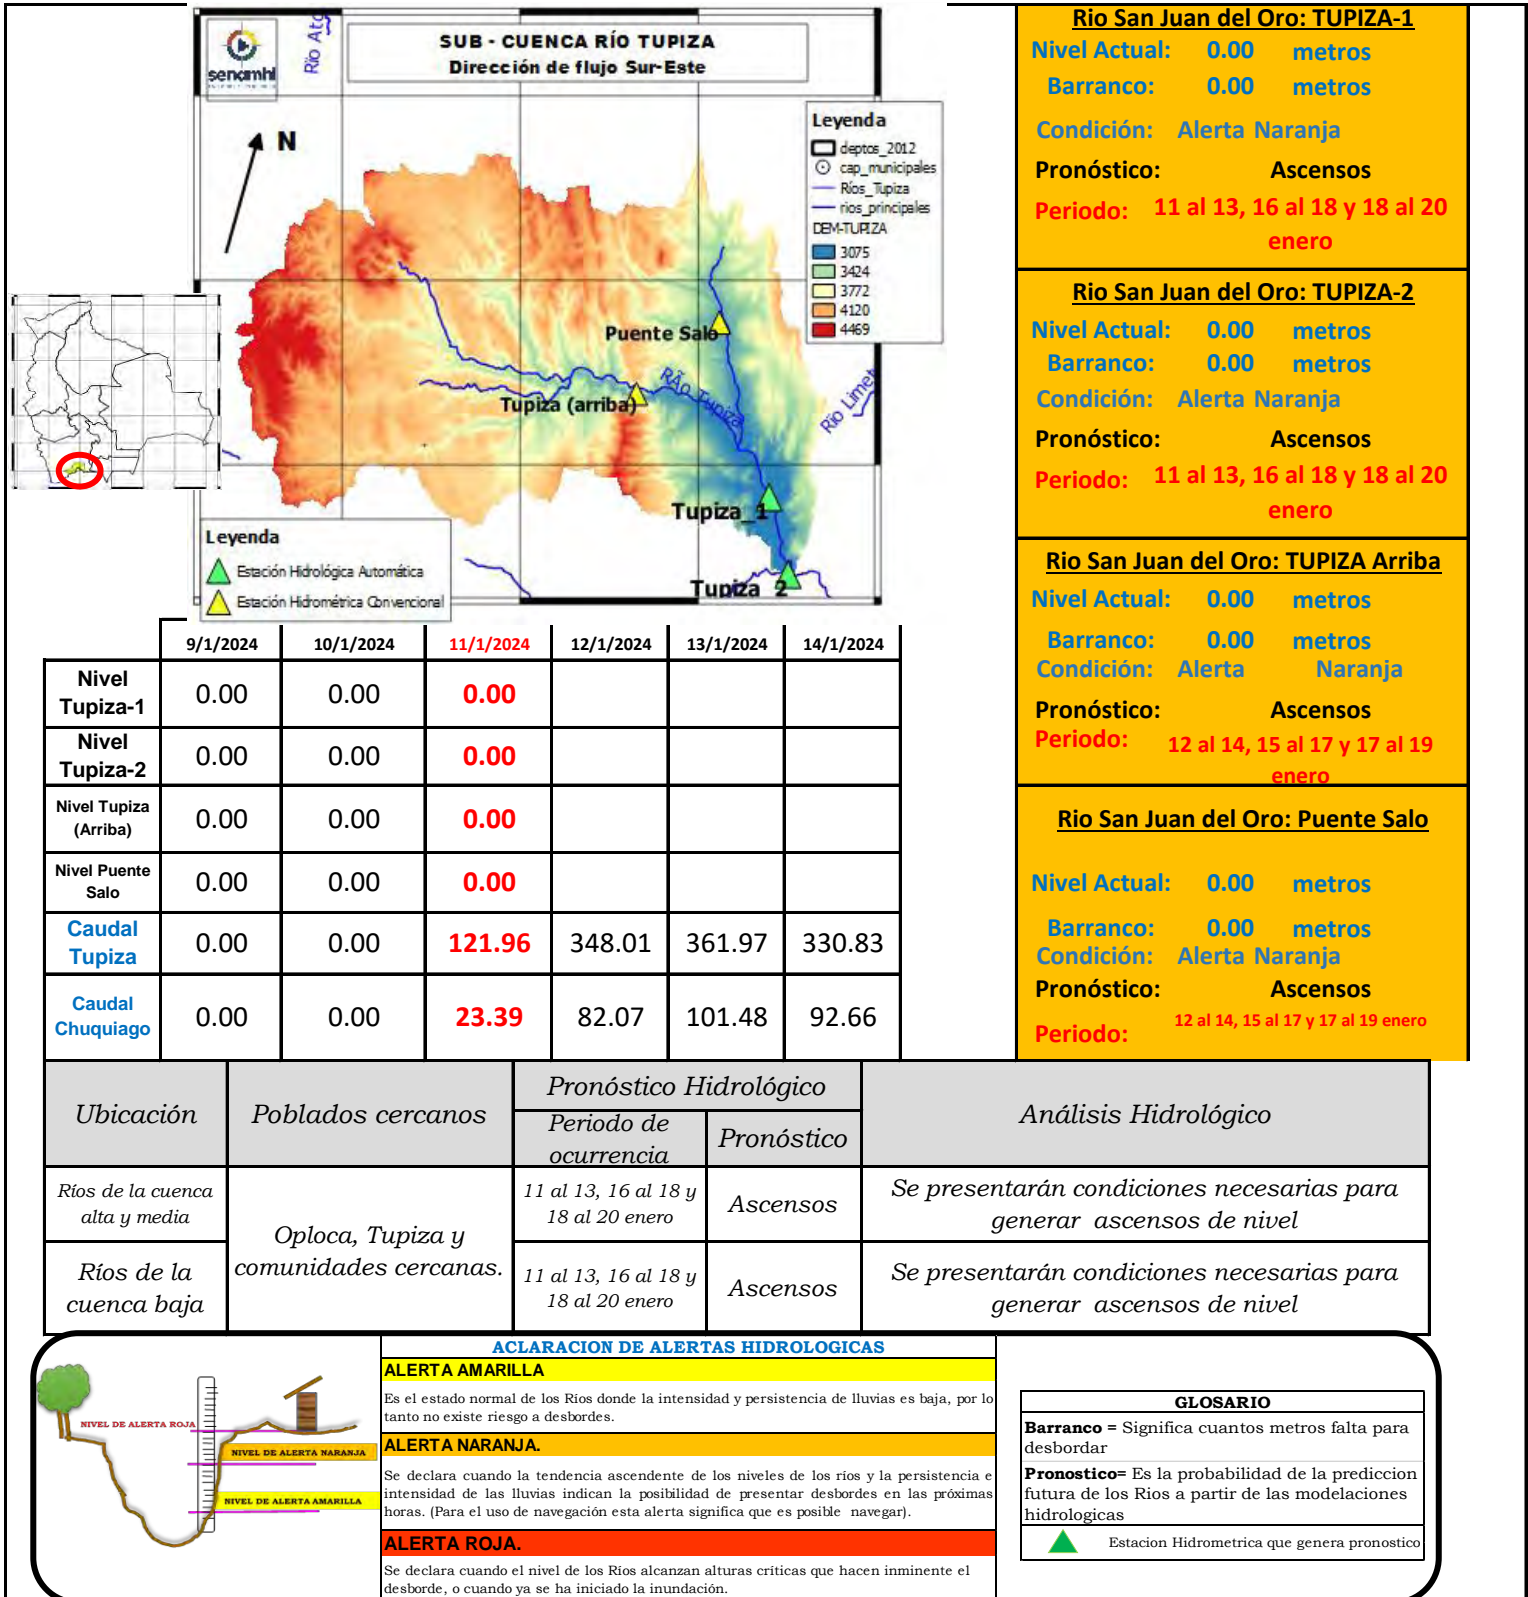 senamhi
Río Ato
SUB - CUENCA RÍO TUPIZA
Dirección de flujo Sur-Este
N
Leyenda
deptos_2012
cap_municipales
Ríos_Tupiza
rios_principales
DEM-TUPIZA
3075
3424
3772
4120
4469
Puente Salo
RÃo Tupiza
Tupiza (arriba)
Rio Limet
Tupiza_1
Tupiza_2
Leyenda
Estación Hidrológica Automática
Estación Hidrométrica Convencional
Rio San Juan del Oro: TUPIZA-1
Nivel Actual: 0.00 metros
Barranco: 0.00 metros
Condición: Alerta Naranja
Pronóstico: Ascensos
Periodo: 11 al 13, 16 al 18 y 18 al 20
enero
Rio San Juan del Oro: TUPIZA-2
Nivel Actual: 0.00 metros
Barranco: 0.00 metros
Condición: Alerta Naranja
Pronóstico: Ascensos
Periodo: 11 al 13, 16 al 18 y 18 al 20
enero
Rio San Juan del Oro: TUPIZA Arriba
Nivel Actual: 0.00 metros
Barranco: 0.00 metros
Condición: Alerta Naranja
Pronóstico: Ascensos
Periodo: 12 al 14, 15 al 17 y 17 al 19
enero
Rio San Juan del Oro: Puente Salo
Nivel Actual: 0.00 metros
Barranco: 0.00 metros
Condición: Alerta Naranja
Pronóstico: Ascensos
Periodo: 12 al 14, 15 al 17 y 17 al 19 enero
9/1/2024 10/1/2024 11/1/2024 12/1/2024 13/1/2024 14/1/2024
Nivel
Tupiza-1 0.00 0.00 0.00
Nivel
Tupiza-2 0.00 0.00 0.00
Nivel Tupiza
(Arriba) 0.00 0.00 0.00
Nivel Puente
Salo 0.00 0.00 0.00
Caudal
Tupiza 0.00 0.00 121.96 348.01 361.97 330.83
Caudal
Chuquiago 0.00 0.00 23.39 82.07 101.48 92.66
Ubicación Poblados cercanos Pronóstico Hidrológico Análisis Hidrológico
Periodo de
ocurrencia Pronóstico
Ríos de la cuenca
alta y media
Oploca, Tupiza y
comunidades cercanas.
11 al 13, 16 al 18 y
18 al 20 enero
Ascensos
Se presentarán condiciones necesarias para
generar ascensos de nivel
Ríos de la
cuenca baja
11 al 13, 16 al 18 y
18 al 20 enero
Ascensos
Se presentarán condiciones necesarias para
generar ascensos de nivel
NIVEL DE ALERTA ROJA
NIVEL DE ALERTA NARANJA
NIVEL DE ALERTA AMARILLA
ACLARACION DE ALERTAS HIDROLOGICAS
ALERTA AMARILLA
Es el estado normal de los Ríos donde la intensidad y persistencia de lluvias es baja, por lo
tanto no existe riesgo a desbordes.
ALERTA NARANJA.
Se declara cuando la tendencia ascendente de los niveles de los ríos y la persistencia e
intensidad de las lluvias indican la posibilidad de presentar desbordes en las próximas
horas. (Para el uso de navegación esta alerta significa que es posible navegar).
ALERTA ROJA.
Se declara cuando el nivel de los Ríos alcanzan alturas críticas que hacen inminente el
desborde, o cuando ya se ha iniciado la inundación.
GLOSARIO
Barranco = Significa cuantos metros falta para
desbordar
Pronostico= Es la probabilidad de la prediccion
futura de los Rios a partir de las modelaciones
hidrologicas
Estacion Hidrometrica que genera pronostico